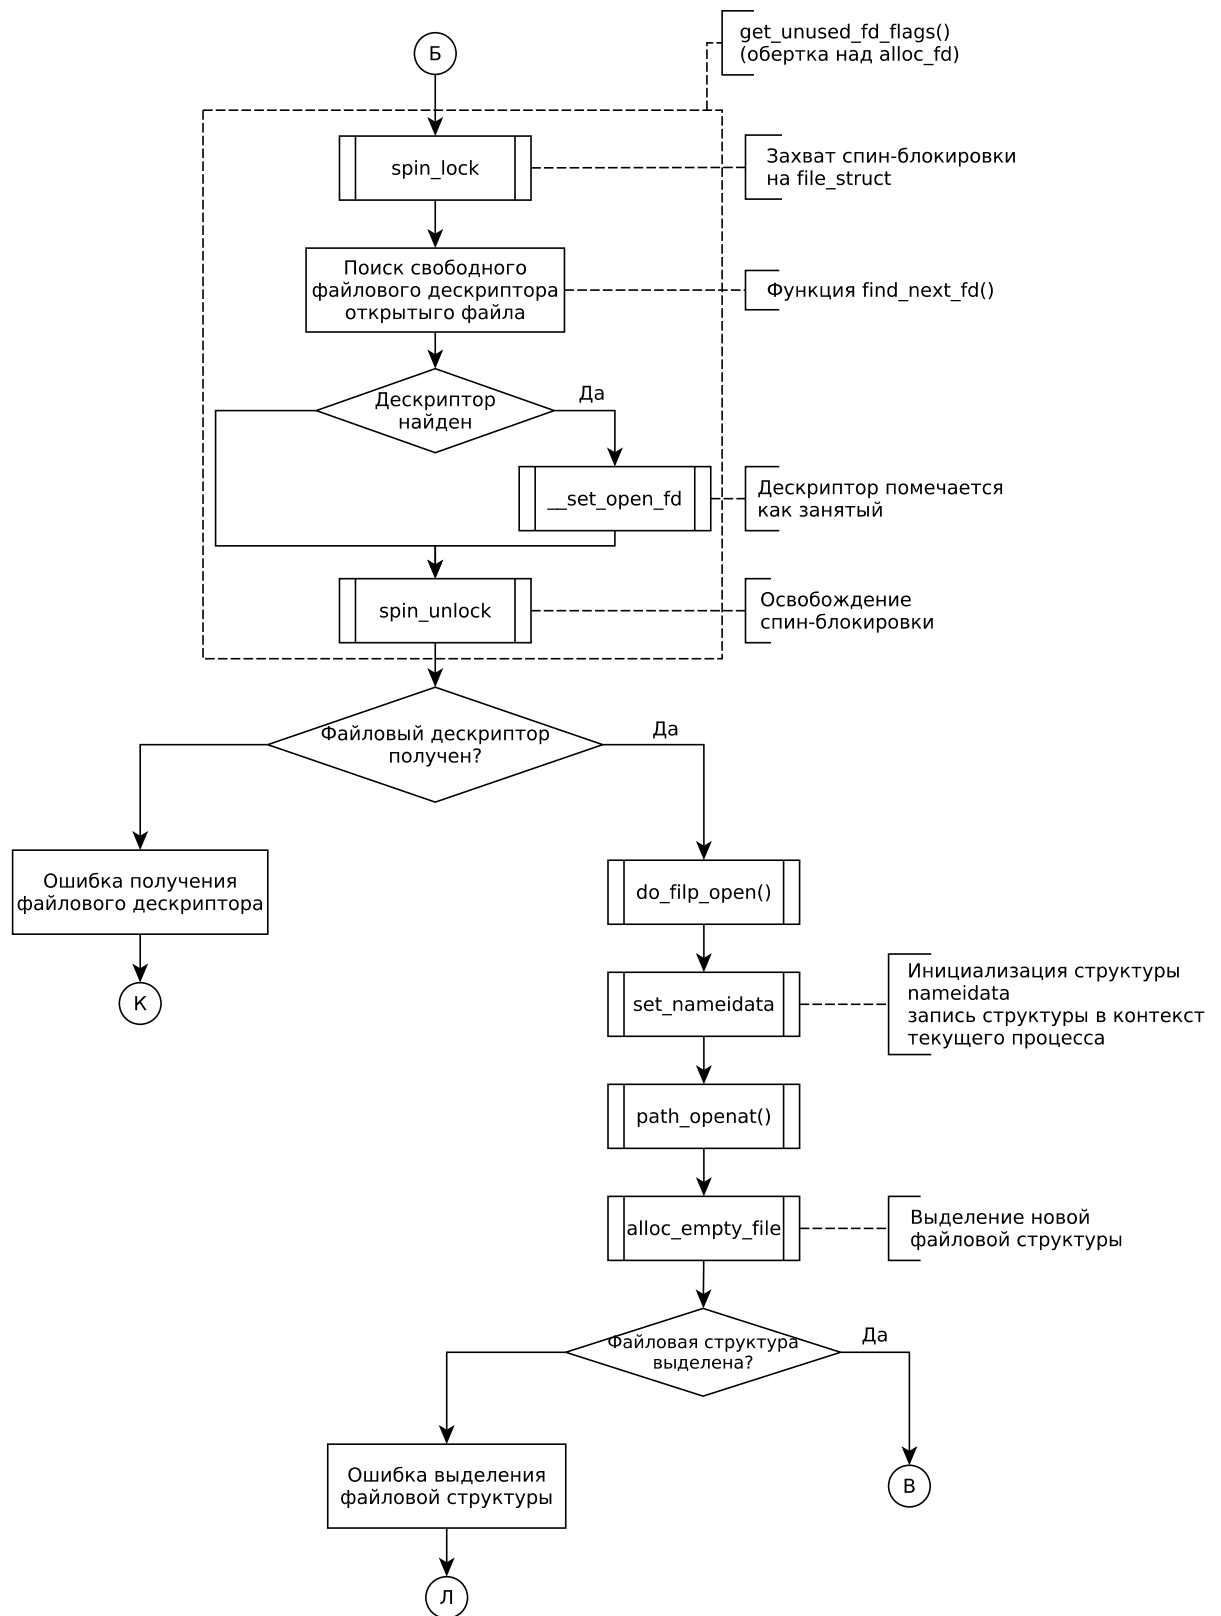 get_unused_fd_flags()
(обертка над alloc_fd)
Б
spin_lock
Захват спин-блокировки
на file_struct
Поиск свободного
файлового дескриптора
открытыго файла
Функция find_next_fd()
Дескриптор
найден
Да
__set_open_fd
Дескриптор помечается
как занятый
spin_unlock
Освобождение
спин-блокировки
Файловый дескриптор
получен?
Да
Ошибка получения
файлового дескриптора
К
do_filp_open()
set_nameidata
Инициализация структуры
nameidata
запись структуры в контекст
текущего процесса
path_openat()
alloc_empty_file
Выделение новой
файловой структуры
Файловая структура
выделена?
Да
Ошибка выделения
файловой структуры
В
Л